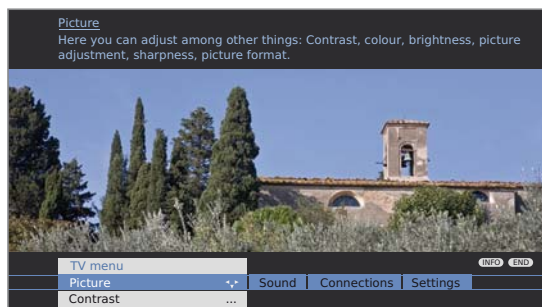 Picture
Here you can adjust among other things: Contrast, colour, brightness, picture
adjustment, sharpness, picture format.
INFO END
TV menu
Picture Sound Connections Settings
Contrast ...